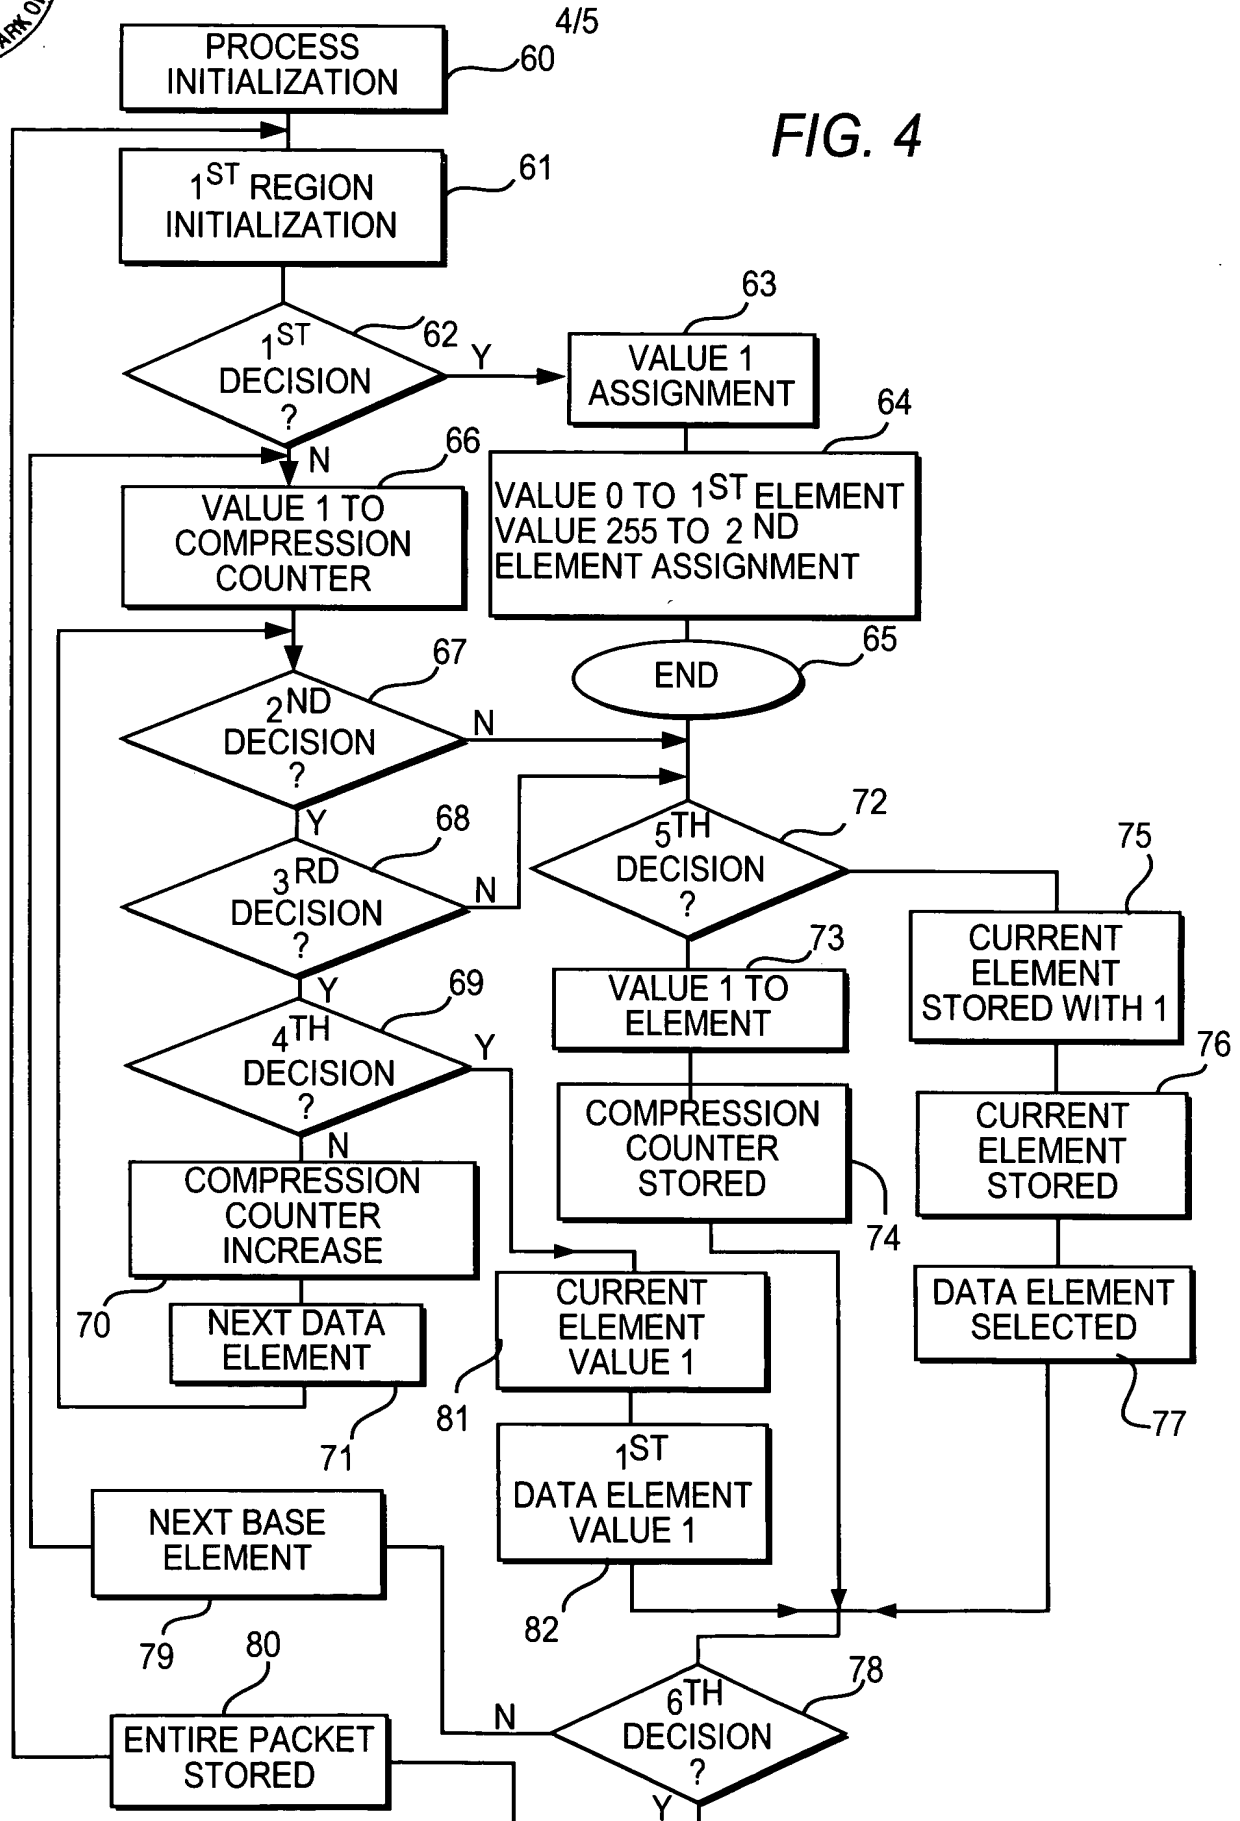 4/5
FIG. 4
PROCESS
INITIALIZATION
60
1ST REGION
INITIALIZATION
61
1ST
DECISION
?
62
Y
N
63
VALUE 1
ASSIGNMENT
64
VALUE 0 TO 1ST ELEMENT
VALUE 255 TO 2ND
ELEMENT ASSIGNMENT
65
END
66
VALUE 1 TO
COMPRESSION
COUNTER
67
2ND
DECISION
?
N
Y
68
3RD
DECISION
?
N
Y
69
4TH
DECISION
?
Y
N
COMPRESSION
COUNTER
INCREASE
70
NEXT DATA
ELEMENT
71
72
5TH
DECISION
?
73
VALUE 1 TO
ELEMENT
COMPRESSION
COUNTER
STORED
74
75
CURRENT
ELEMENT
STORED WITH 1
76
CURRENT
ELEMENT
STORED
DATA ELEMENT
SELECTED
77
CURRENT
ELEMENT
VALUE 1
81
1ST
DATA ELEMENT
VALUE 1
82
NEXT BASE
ELEMENT
79
78
6TH
DECISION
?
N
Y
80
ENTIRE PACKET
STORED